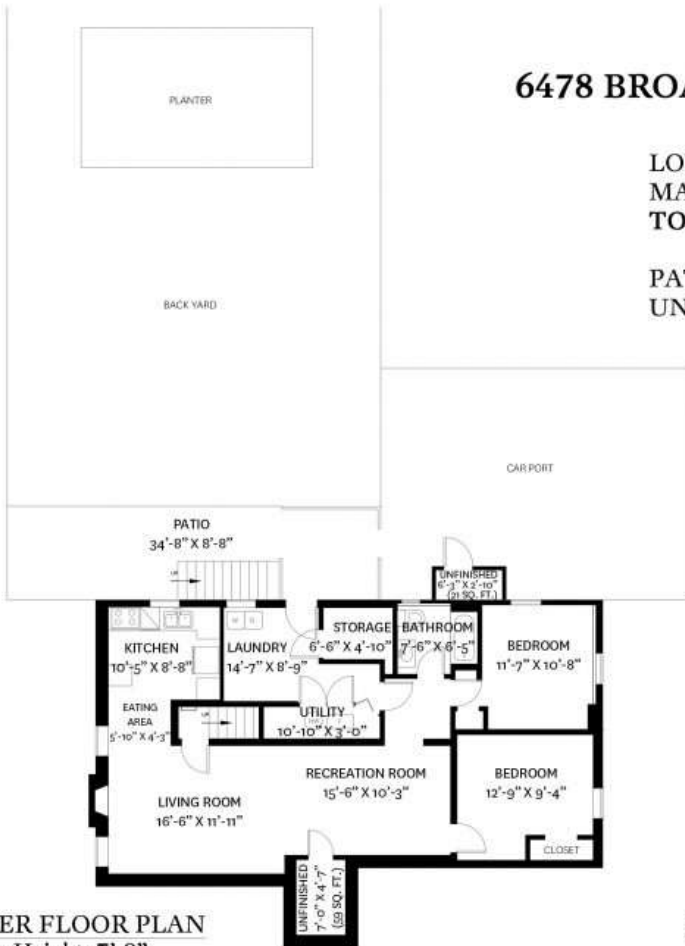 PLANTER
6478 BROA
LO
MA
TO
PA
UN
BACK YARD
CAR PORT
PATIO
34'-8" X 8'-8"
UNFINISHED
6'-3" X 2'-10"
(21 SQ. FT.)
KITCHEN
10'-5" X 8'-8"
LAUNDRY
14'-7" X 8'-9"
STORAGE
6'-6" X 4'-10"
BATHROOM
7'-6" X 6'-5"
BEDROOM
11'-7" X 10'-8"
EATING
AREA
5'-10" X 4'-3"
UTILITY
10'-10" X 3'-0"
RECREATION ROOM
15'-6" X 10'-3"
BEDROOM
12'-9" X 9'-4"
LIVING ROOM
16'-6" X 11'-11"
CLOSET
UNFINISHED
7'-0" X 4'-7"
(59 SQ. FT.)
ER FLOOR PLAN